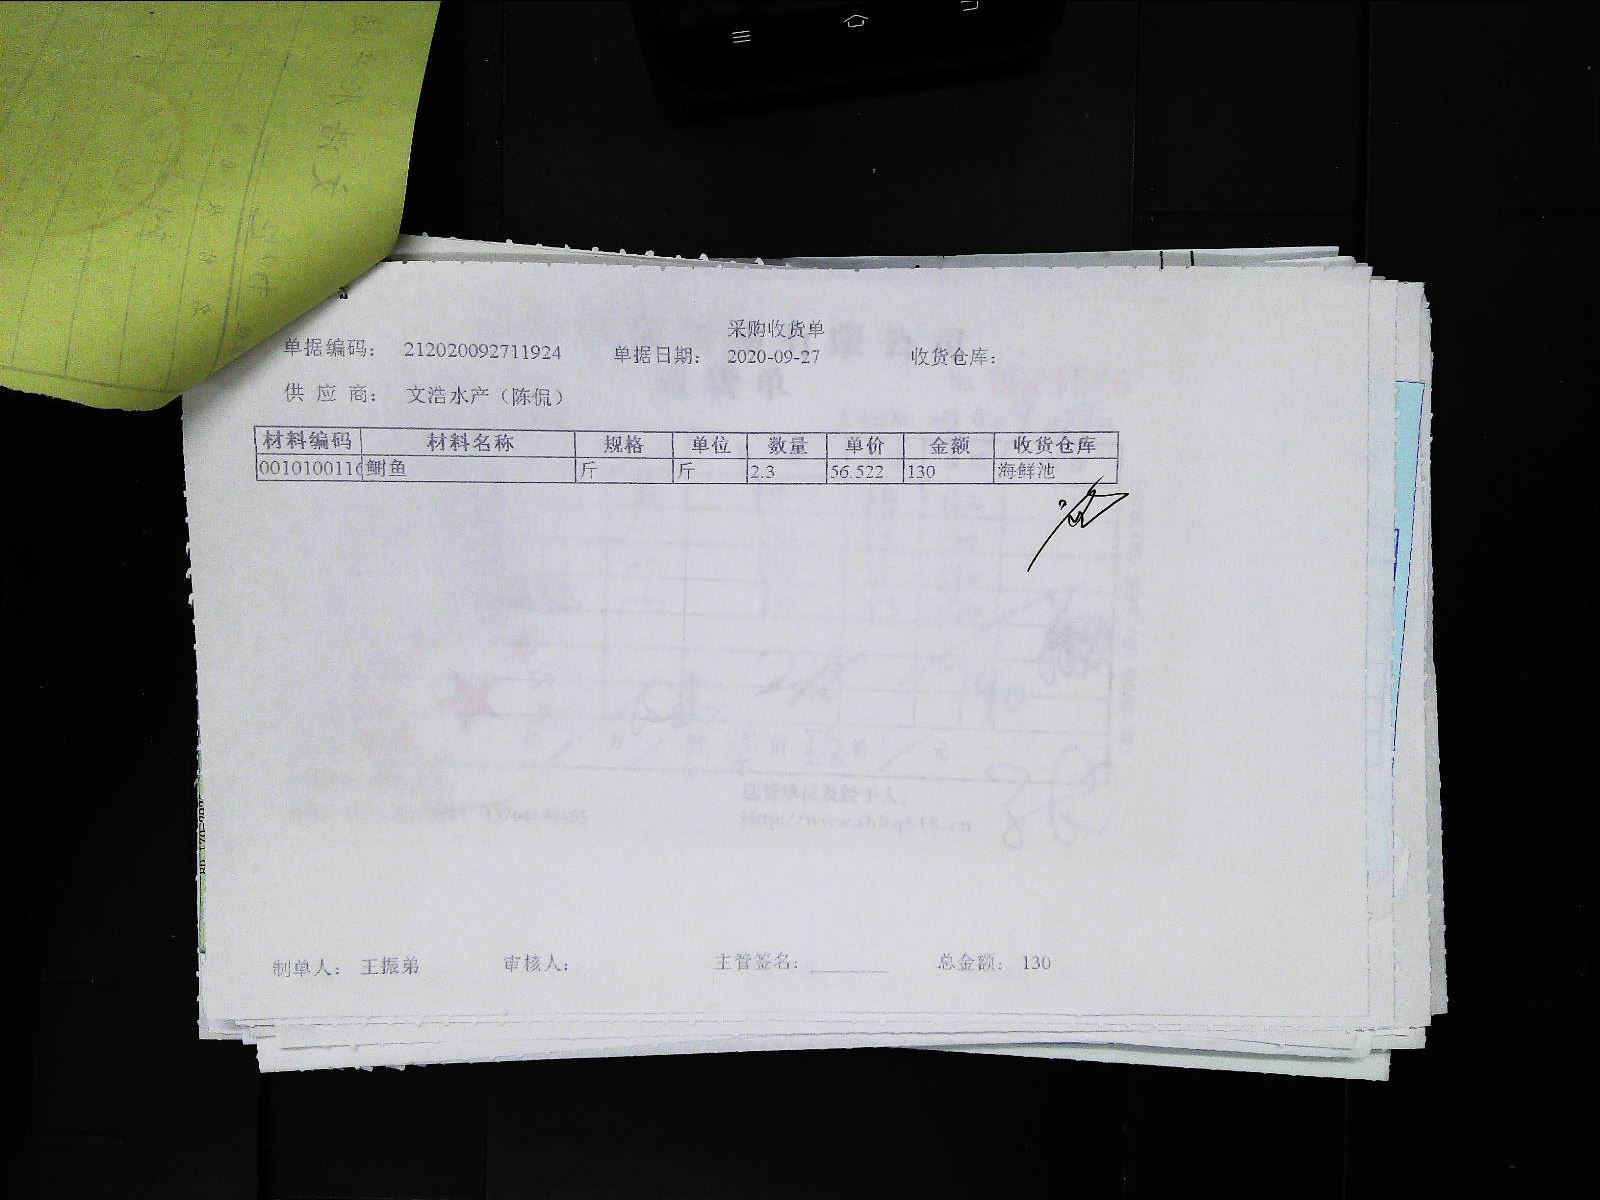 采购收货单
单据编码： 212020092711924 单据日期： 2020-09-27 收货仓库：
供 应 商： 文浩水产（陈侃）
材料编码 材料名称 规格 单位 数量 单价 金额 收货仓库
0010100116 鲥鱼 斤 斤 2.3 56.522 130 海鲜池
制单人： 王振弟 审核人： 主管签名：______ 总金额： 130